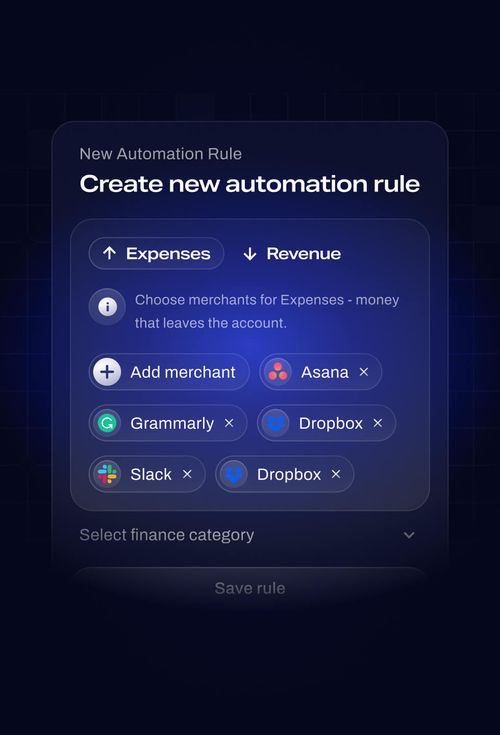 New Automation Rule
Create new automation rule
Expenses Revenue
Choose merchants for Expenses - money
that leaves the account.
Add merchant Asana
Grammarly Dropbox
Slack Dropbox
Select finance category
Save rule